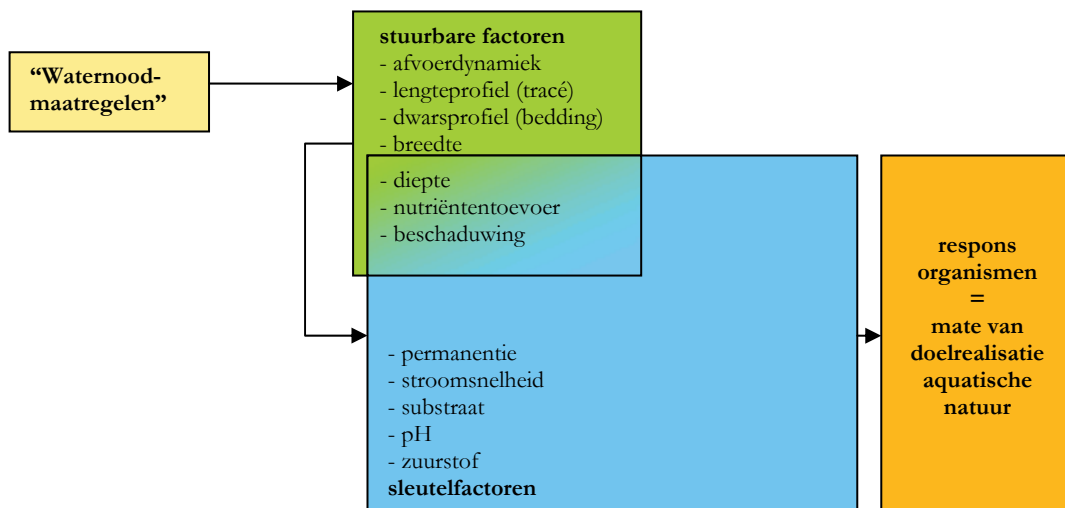 “Waternood-
maatregelen”
stuurbare factoren
- afvoerdynamiek
- lengteprofiel (tracé)
- dwarsprofiel (bedding)
- breedte
- diepte
- nutriëntentoevoer
- beschaduwing
- permanentie
- stroomsnelheid
- substraat
- pH
- zuurstof
sleutelfactoren
respons
organismen
=
mate van
doelrealisatie
aquatische
natuur